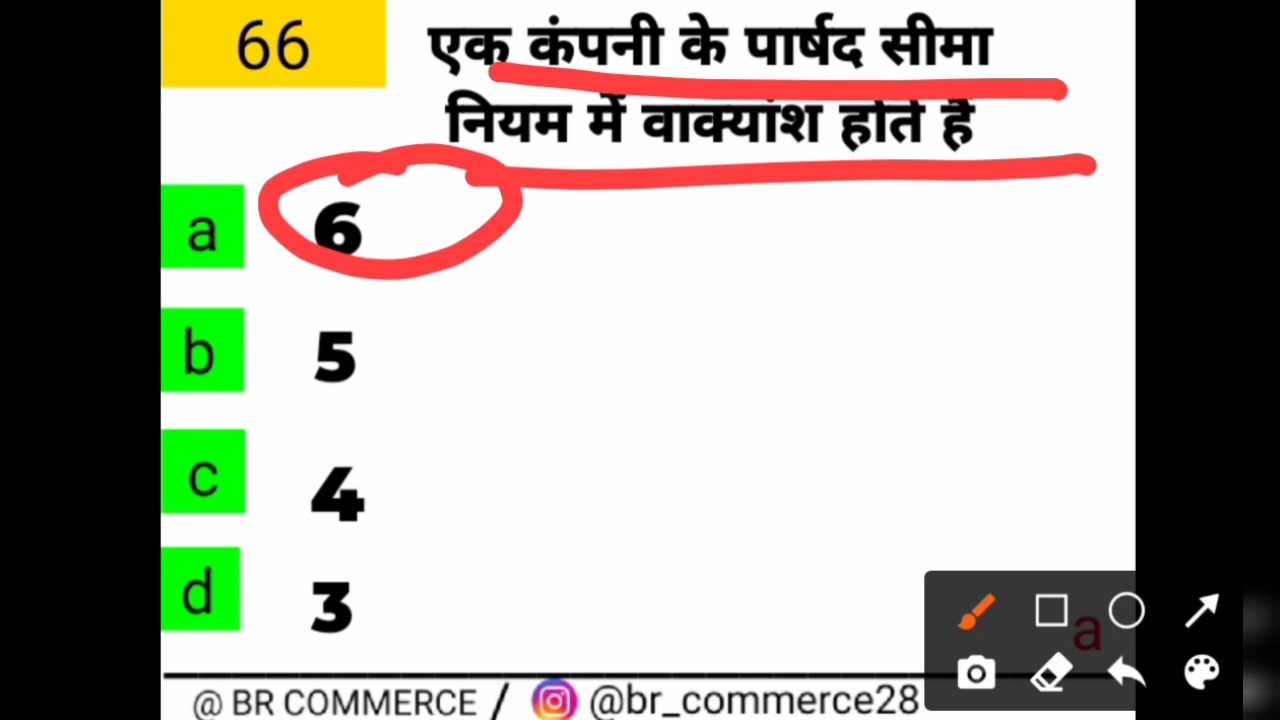 66
एक कंपनी के पार्षद सीमा
नियम में वाक्यांश होते है
a
6
b
5
c
4
d
3
a
@ BR COMMERCE / @br_commerce28